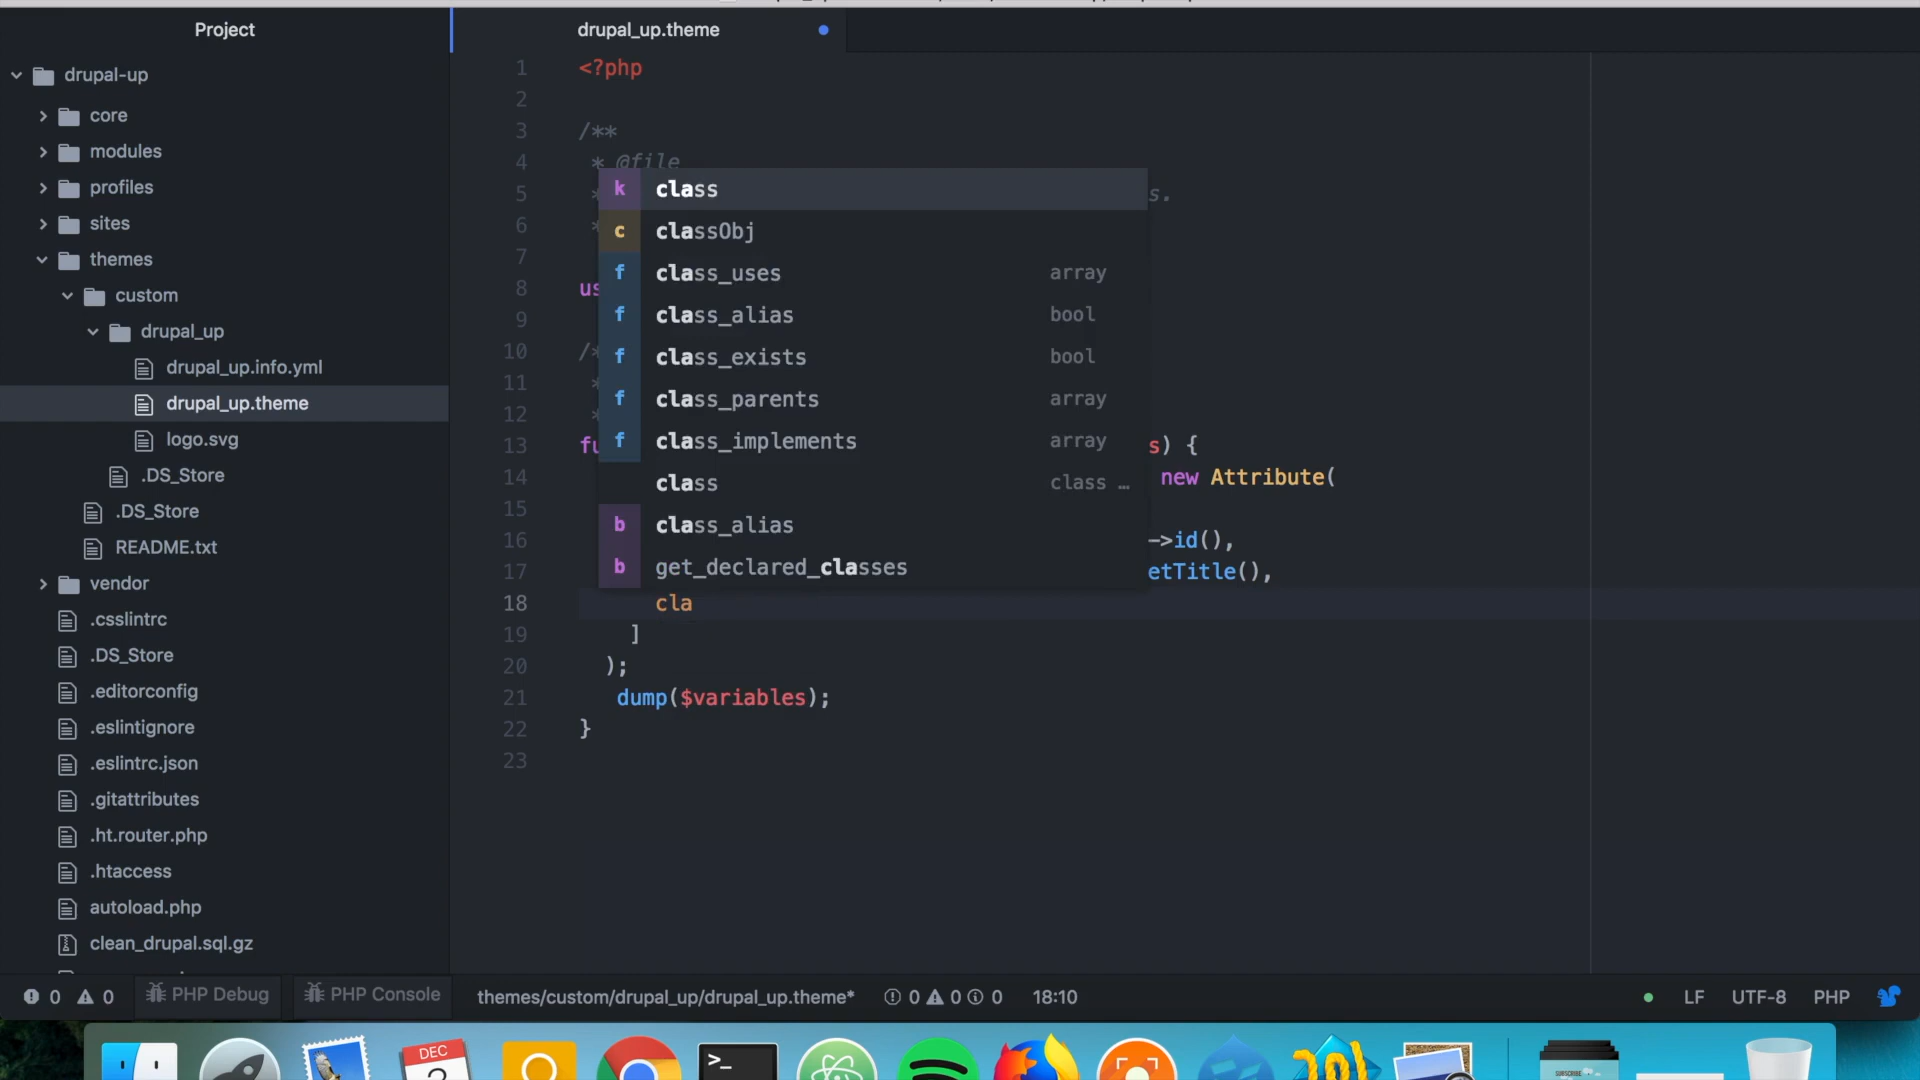 Project
drupal-up
core
modules
profiles
sites
themes
custom
drupal_up
drupal_up.info.yml
drupal_up.theme
logo.svg
.DS_Store
.DS_Store
README.txt
vendor
.csslintrc
.DS_Store
.editorconfig
.eslintignore
.eslintrc.json
.gitattributes
.ht.router.php
.htaccess
autoload.php
clean_drupal.sql.gz
drupal_up.theme
1 <?php
2
3 /**
4 * @file
5 * s.
6 *
7
8 us
9
10 /*
11 *
12 *
13 fu s) {
14 new Attribute(
15
16 ->id(),
17 etTitle(),
18 cla
19 ]
20 );
21 dump($variables);
22 }
23
k class
c classObj
f class_uses array
f class_alias bool
f class_exists bool
f class_parents array
f class_implements array
class class …
b class_alias
b get_declared_classes
0 0 PHP Debug PHP Console themes/custom/drupal_up/drupal_up.theme* 0 0 0 18:10 LF UTF-8 PHP
DEC
>_
SUBSCRIBE